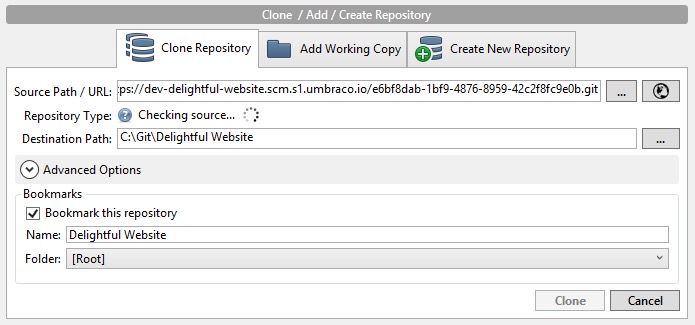 Clone / Add / Create Repository
Clone Repository
Add Working Copy
Create New Repository
Source Path / URL: :ps://dev-delightful-website.scm.s1.umbraco.io/e6bf8dab-1bf9-4876-8959-42c2f8fc9e0b.git ...
Repository Type: ? Checking source...
Destination Path: C:\Git\Delightful Website ...
Advanced Options
Bookmarks
Bookmark this repository
Name: Delightful Website
Folder: [Root]
Clone Cancel